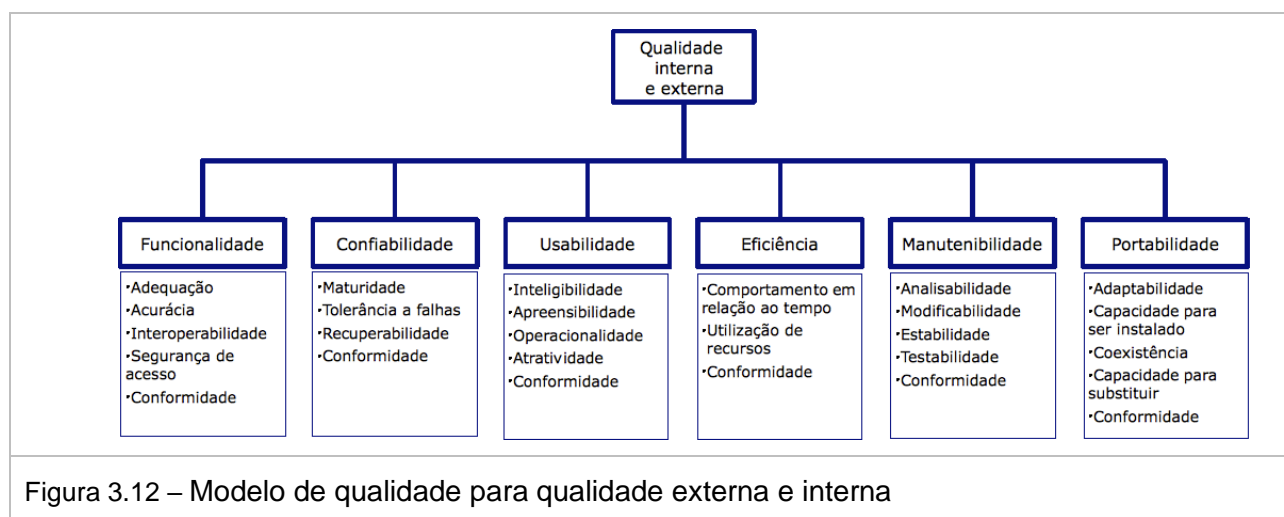 Qualidade
interna
e externa
Funcionalidade
•Adequação
•Acurácia
•Interoperabilidade
•Segurança de
acesso
•Conformidade
Confiabilidade
•Maturidade
•Tolerância a falhas
•Recuperabilidade
•Conformidade
Usabilidade
•Inteligibilidade
•Apreensibilidade
•Operacionalidade
•Atratividade
•Conformidade
Eficiência
•Comportamento em
relação ao tempo
•Utilização de
recursos
•Conformidade
Manutenibilidade
•Analisabilidade
•Modificabilidade
•Estabilidade
•Testabilidade
•Conformidade
Portabilidade
•Adaptabilidade
•Capacidade para
ser instalado
•Coexistência
•Capacidade para
substituir
•Conformidade
Figura 3.12 – Modelo de qualidade para qualidade externa e interna